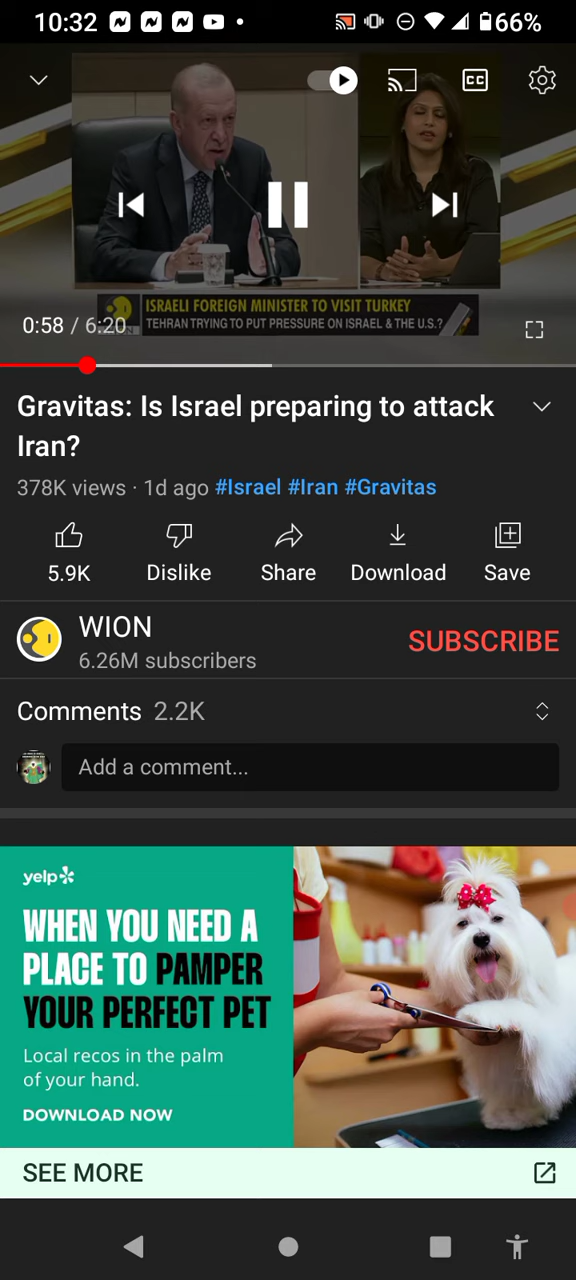 10:32
66%
CC
ISRAELI FOREIGN MINISTER TO VISIT TURKEY
TEHRAN TRYING TO PUT PRESSURE ON ISRAEL & THE U.S.?
0:58 / 6:20
Gravitas: Is Israel preparing to attack
Iran?
378K views · 1d ago #Israel #Iran #Gravitas
5.9K
Dislike
Share
Download
Save
WION
6.26M subscribers
SUBSCRIBE
Comments 2.2K
Add a comment...
yelp
WHEN YOU NEED A
PLACE TO PAMPER
YOUR PERFECT PET
Local recos in the palm
of your hand.
DOWNLOAD NOW
SEE MORE